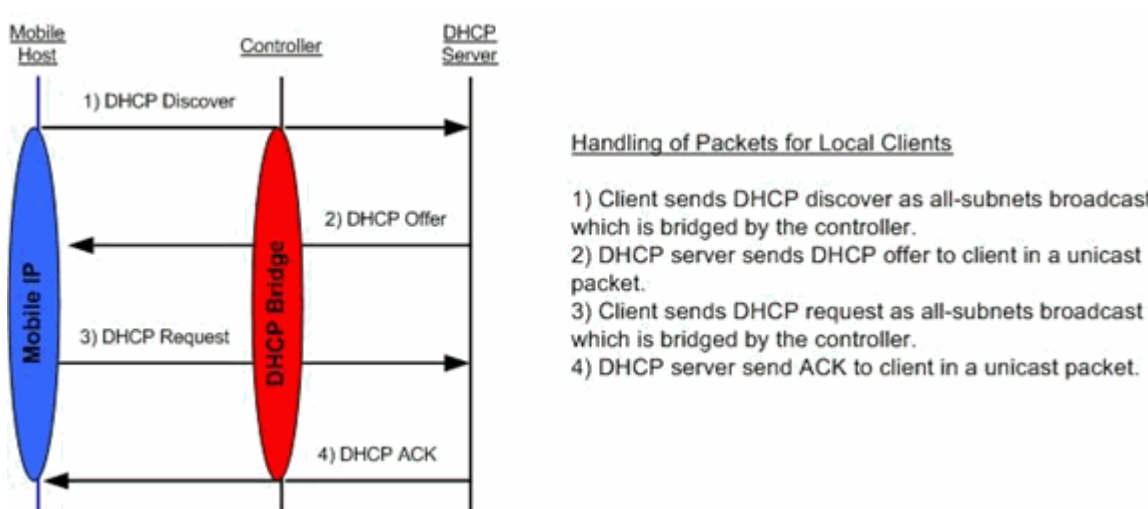 Mobile
Host
Controller
DHCP
Server
1) DHCP Discover
2) DHCP Offer
3) DHCP Request
4) DHCP ACK
Mobile IP
DHCP Bridge
Handling of Packets for Local Clients
1) Client sends DHCP discover as all-subnets broadcast
which is bridged by the controller.
2) DHCP server sends DHCP offer to client in a unicast
packet.
3) Client sends DHCP request as all-subnets broadcast
which is bridged by the controller.
4) DHCP server send ACK to client in a unicast packet.